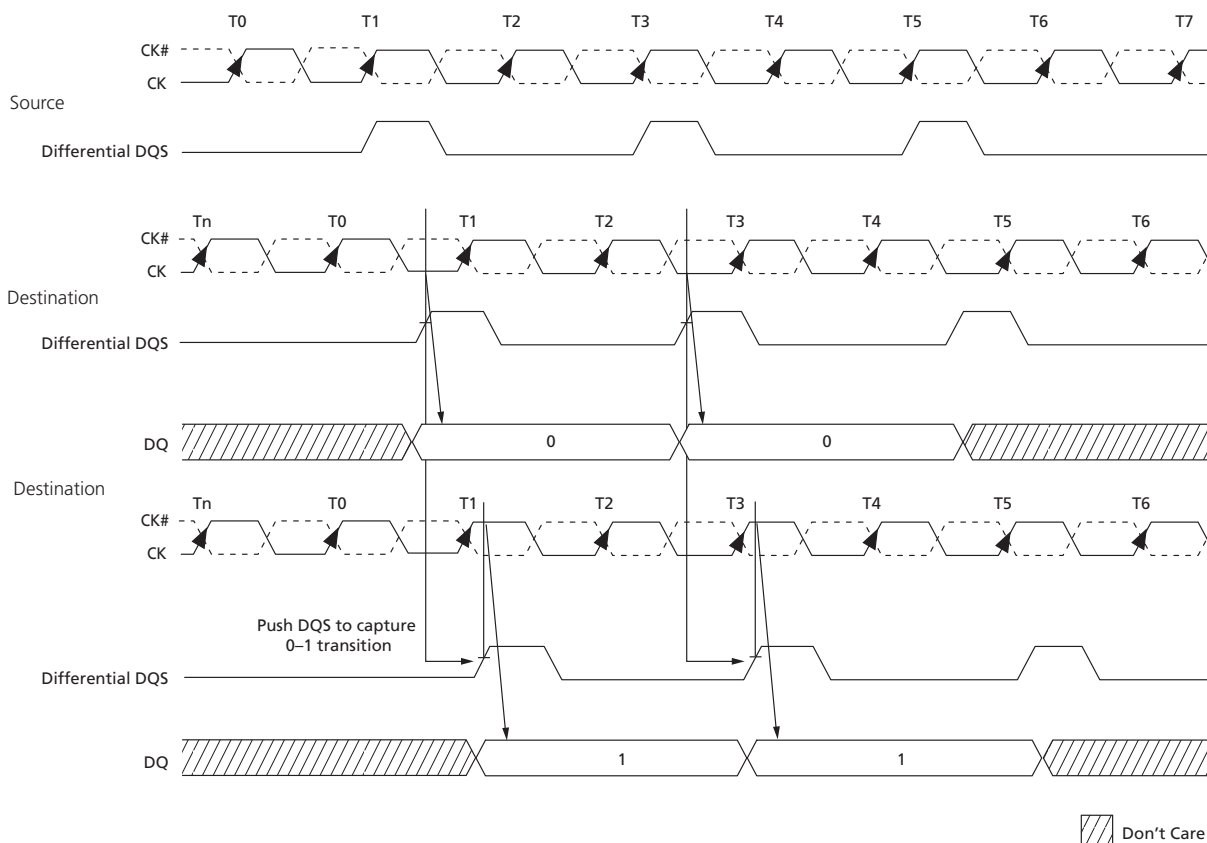 T0 T1 T2 T3 T4 T5 T6 T7
CK#
CK
Source
Differential DQS
Tn T0 T1 T2 T3 T4 T5 T6
CK#
CK
Destination
Differential DQS
DQ 0 0
Destination
Tn T0 T1 T2 T3 T4 T5 T6
CK#
CK
Push DQS to capture
0–1 transition
Differential DQS
DQ 1 1
Don't Care